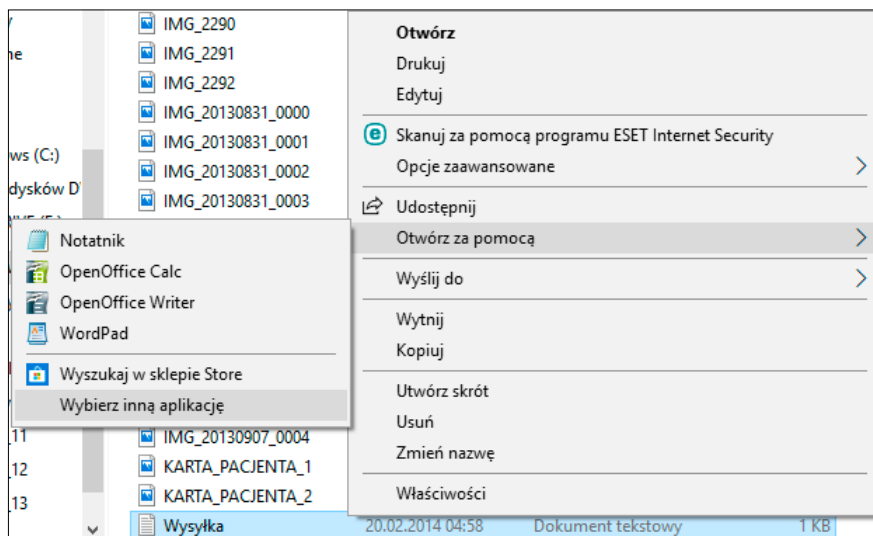 IMG_2290
IMG_2291
IMG_2292
IMG_20130831_0000
IMG_20130831_0001
IMG_20130831_0002
IMG_20130831_0003
ws (C:)
dysków D
Otwórz
Drukuj
Edytuj
Skanuj za pomocą programu ESET Internet Security
Opcje zaawansowane
Udostępnij
Otwórz za pomocą
Wyślij do
Wytnij
Kopiuj
Utwórz skrót
Usuń
Zmień nazwę
Właściwości
Notatnik
OpenOffice Calc
OpenOffice Writer
WordPad
Wyszukaj w sklepie Store
Wybierz inną aplikację
_11
_12
_13
IMG_20130907_0004
KARTA_PACJENTA_1
KARTA_PACJENTA_2
Wysyłka 20.02.2014 04:58 Dokument tekstowy 1 KB